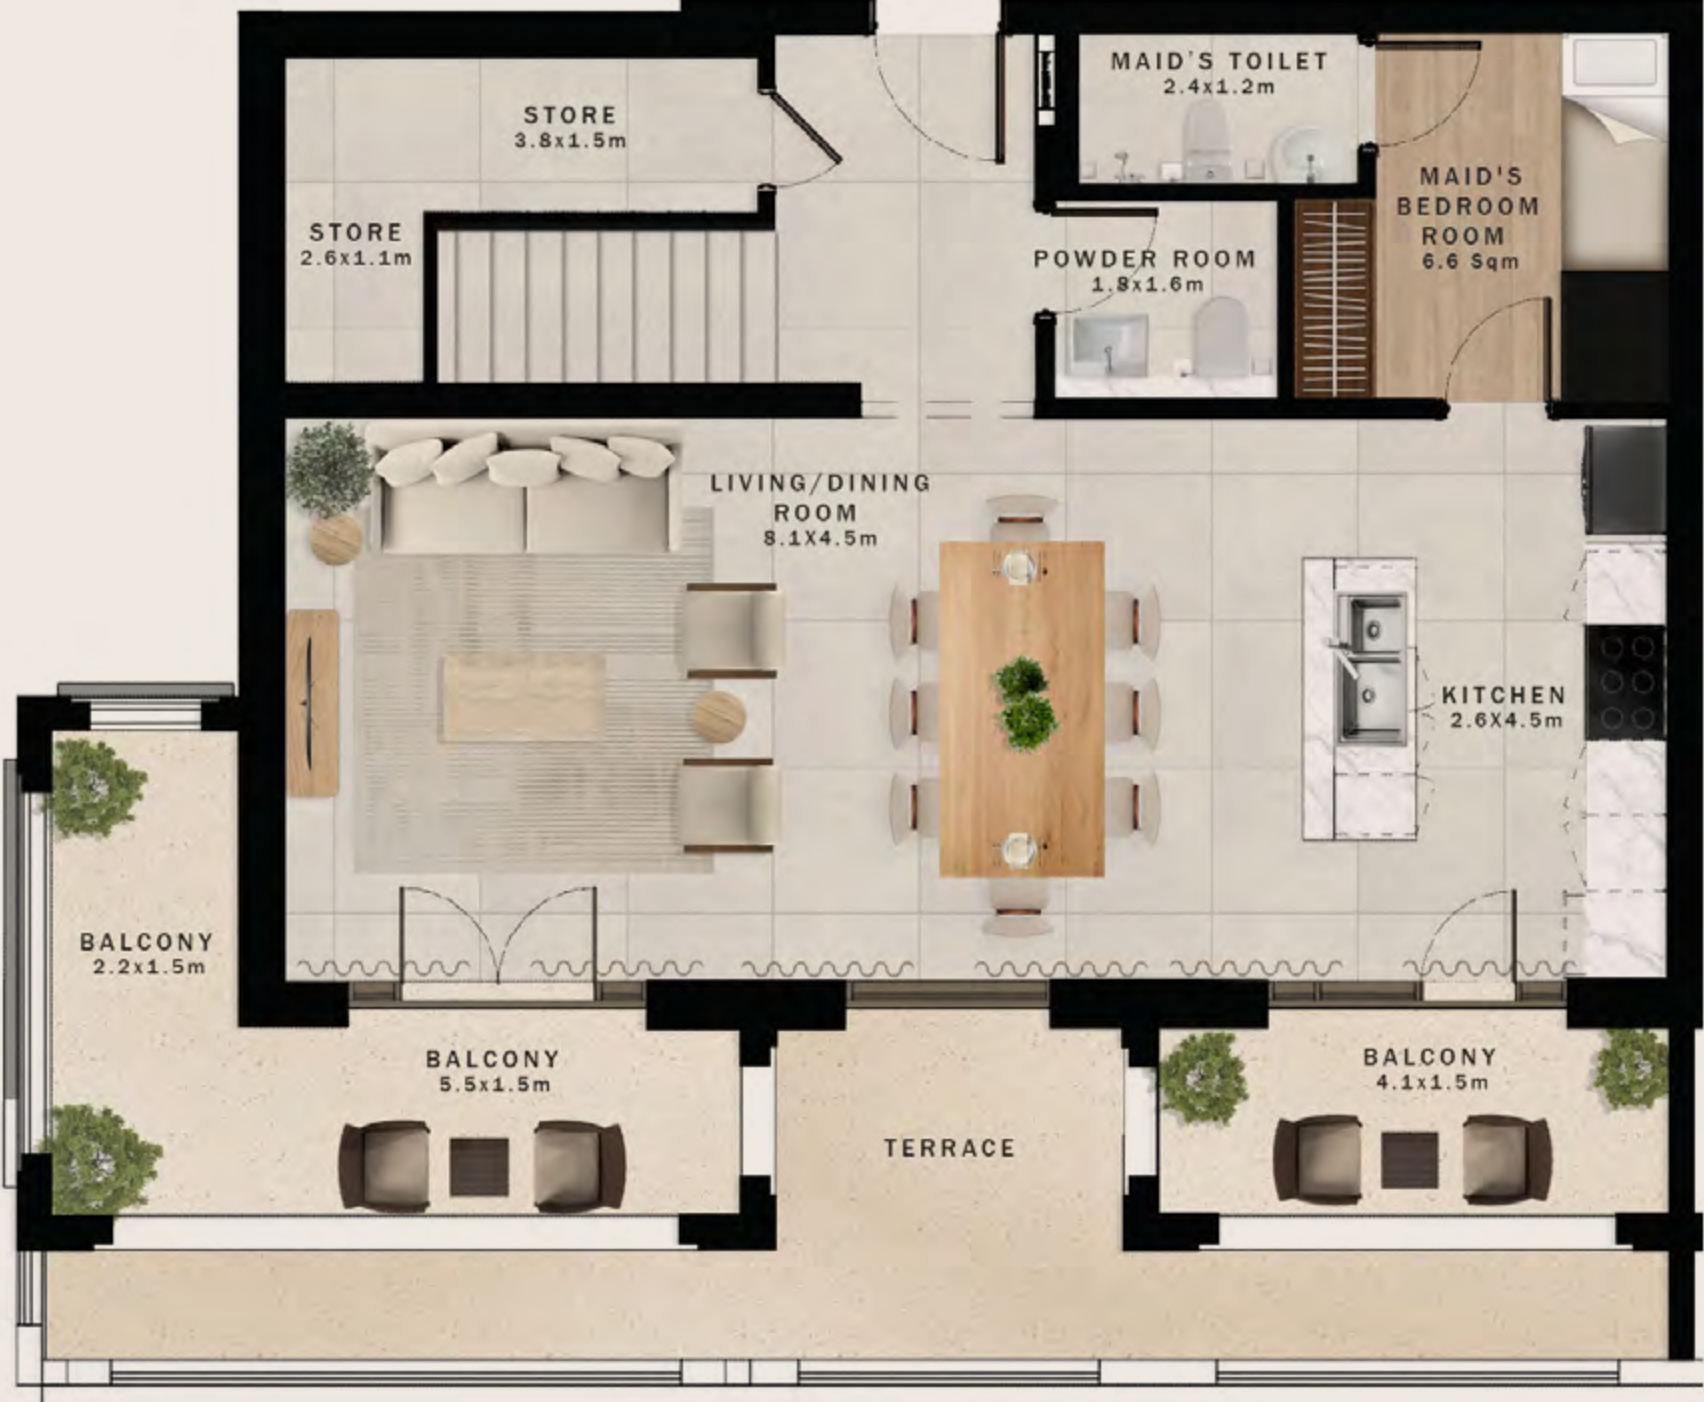 MAID'S TOILET
2.4x1.2m
STORE
3.8x1.5m
MAID'S
BEDROOM
ROOM
6.6 Sqm
STORE
2.6x1.1m
POWDER ROOM
1.8x1.6m
LIVING/DINING
ROOM
8.1X4.5m
KITCHEN
2.6X4.5m
BALCONY
2.2x1.5m
BALCONY
5.5x1.5m
BALCONY
4.1x1.5m
TERRACE